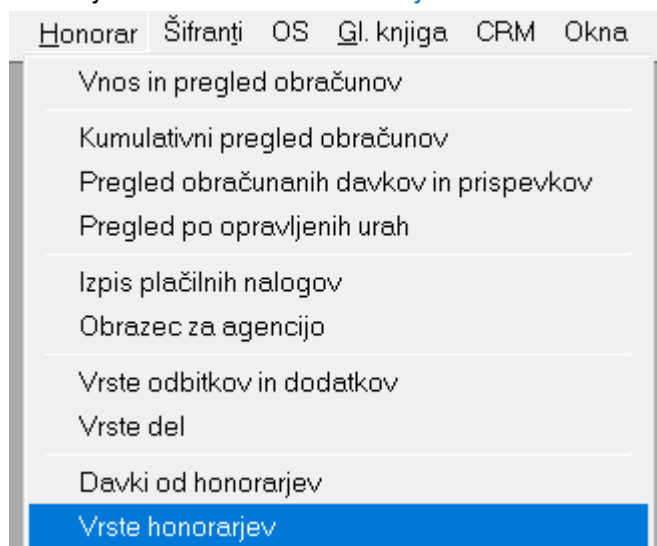 Honorar Šifranti OS Gl. knjiga CRM Okna
Vnos in pregled obračunov
Kumulativni pregled obračunov
Pregled obračunanih davkov in prispevkov
Pregled po opravljenih urah
Izpis plačilnih nalogov
Obrazec za agencijo
Vrste odbitkov in dodatkov
Vrste del
Davki od honorarjev
Vrste honorarjev